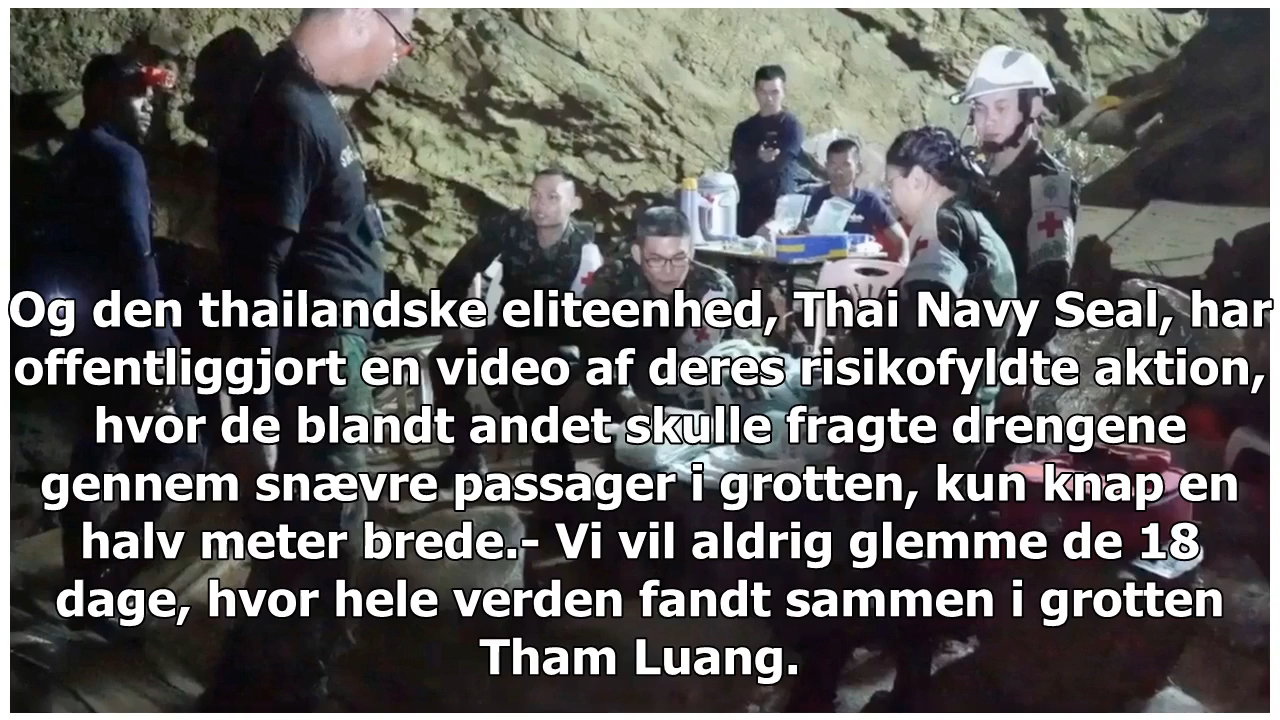 Og den thailandske eliteenhed, Thai Navy Seal, har
offentliggjort en video af deres risikofyldte aktion,
hvor de blandt andet skulle fragte drengene
gennem snævre passager i grotten, kun knap en
halv meter brede.- Vi vil aldrig glemme de 18
dage, hvor hele verden fandt sammen i grotten
Tham Luang.